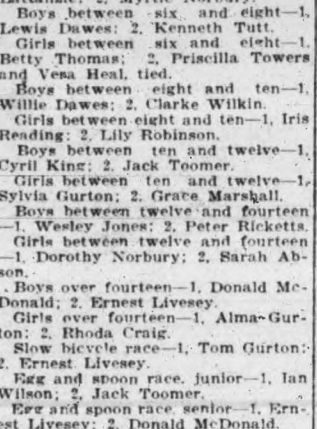 Boys between six and eight—1,
Lewis Dawes; 2, Kenneth Tutt.
Girls between six and eight—1,
Betty Thomas; 2, Priscilla Towers
and Vera Heal, tied.
Boys between eight and ten—1,
Willie Dawes; 2, Clarke Wilkin.
Girls between eight and ten—1, Iris
Reading; 2, Lily Robinson.
Boys between ten and twelve—1,
Cyril King; 2, Jack Toomer.
Girls between ten and twelve—1,
Sylvia Gurton; 2, Grace Marshall.
Boys between twelve and fourteen
—1, Wesley Jones; 2, Peter Ricketts.
Girls between twelve and fourteen
—1, Dorothy Norbury; 2, Sarah Ab-
son.
Boys over fourteen—1, Donald Mc-
Donald; 2, Ernest Livesey.
Girls over fourteen—1, Alma Gur-
ton; 2, Rhoda Craig.
Slow bicycle race—1, Tom Gurton;
2, Ernest Livesey.
Egg and spoon race, junior—1, Ian
Wilson; 2, Jack Toomer.
Egg and spoon race, senior—1, Ern-
est Livesey; 2, Donald McDonald.